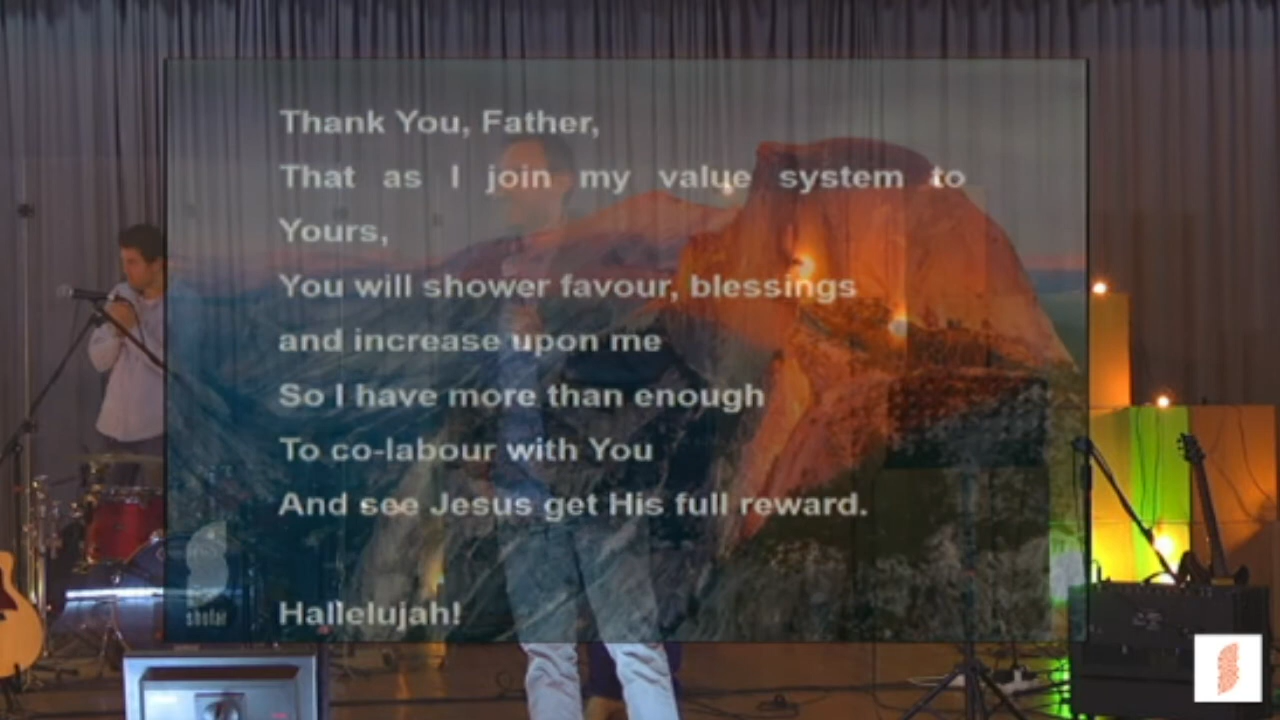 Thank You, Father,
That as I join my value system to
Yours,
You will shower favour, blessings
and increase upon me
So I have more than enough
To co-labour with You
And see Jesus get His full reward.
Hallelujah!
shofar